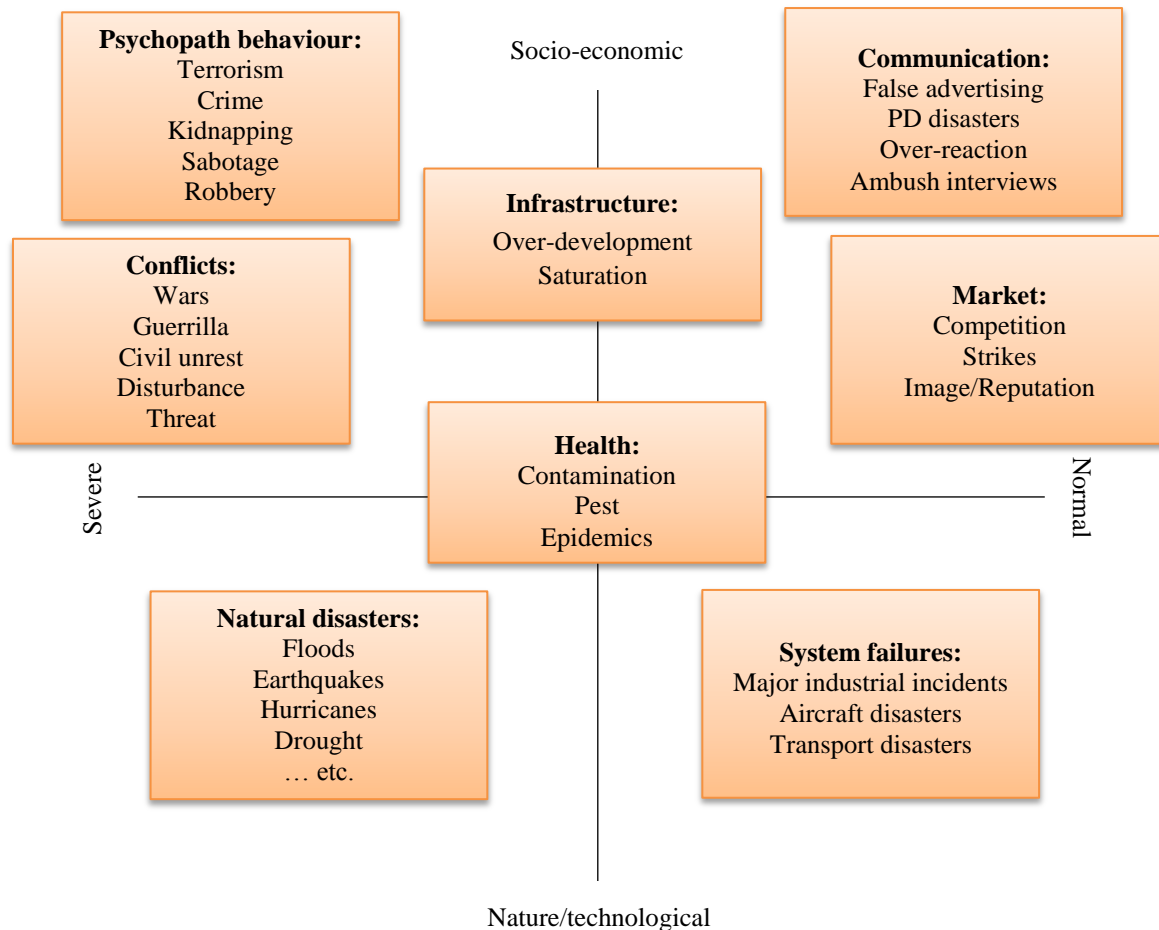 Psychopath behaviour:
Terrorism
Crime
Kidnapping
Sabotage
Robbery
Socio-economic
Communication:
False advertising
PD disasters
Over-reaction
Ambush interviews
Infrastructure:
Over-development
Saturation
Conflicts:
Wars
Guerrilla
Civil unrest
Disturbance
Threat
Market:
Competition
Strikes
Image/Reputation
Severe
Health:
Contamination
Pest
Epidemics
Normal
Natural disasters:
Floods
Earthquakes
Hurricanes
Drought
… etc.
System failures:
Major industrial incidents
Aircraft disasters
Transport disasters
Nature/technological